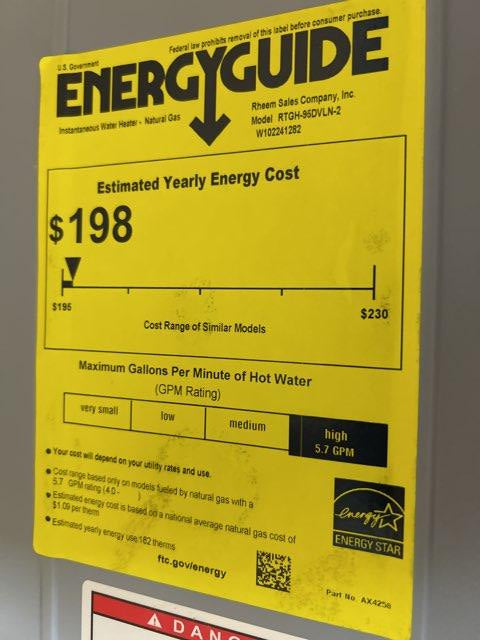 U.S. Government
Federal law prohibits removal of this label before consumer purchase.
ENERGYGUIDE
Instantaneous Water Heater - Natural Gas
Rheem Sales Company, Inc.
Model RTGH-95DVLN-2
W102241282
Estimated Yearly Energy Cost
$198
$195
$230
Cost Range of Similar Models
Maximum Gallons Per Minute of Hot Water
(GPM Rating)
very small
low
medium
high
5.7 GPM
Your cost will depend on your utility rates and use.
Cost range based only on models fueled by natural gas with a
5.7 GPM rating (4.0 - )
Estimated energy cost is based on a national average natural gas cost of
$1.09 per therm
Estimated yearly energy use:182 therms
ftc.gov/energy
energy
ENERGY STAR
Part No. AX4256
DANG